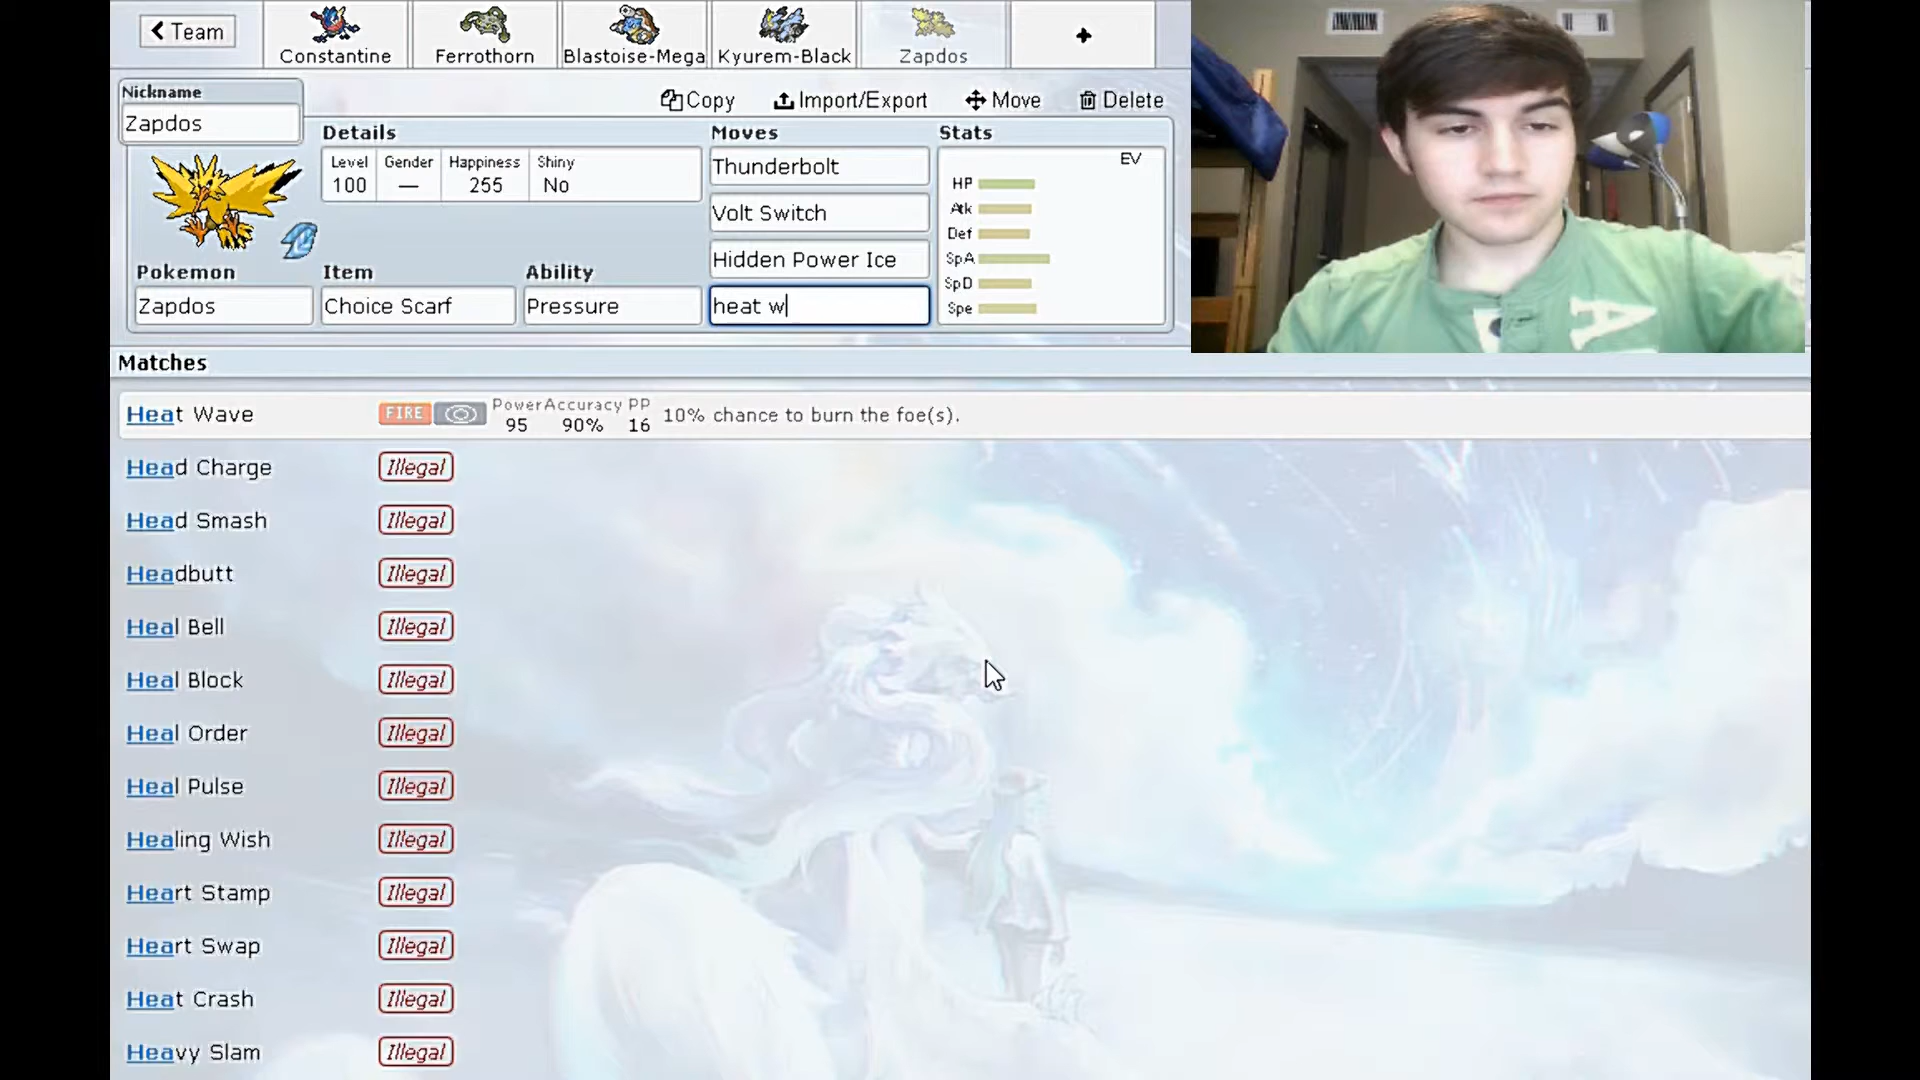 Team
Constantine
Ferrothorn
Blastoise-Mega
Kyurem-Black
Zapdos
Nickname
Zapdos
Copy
Import/Export
Move
Delete
Details
Moves
Stats
Level
Gender
Happiness
Shiny
100
—
255
No
Thunderbolt
Volt Switch
Hidden Power Ice
heat w
EV
HP
Atk
Def
SpA
SpD
Spe
Pokemon
Item
Ability
Zapdos
Choice Scarf
Pressure
Matches
Heat Wave FIRE Power 95 Accuracy 90% PP 16 10% chance to burn the foe(s).
Head Charge Illegal
Head Smash Illegal
Headbutt Illegal
Heal Bell Illegal
Heal Block Illegal
Heal Order Illegal
Heal Pulse Illegal
Healing Wish Illegal
Heart Stamp Illegal
Heart Swap Illegal
Heat Crash Illegal
Heavy Slam Illegal
A